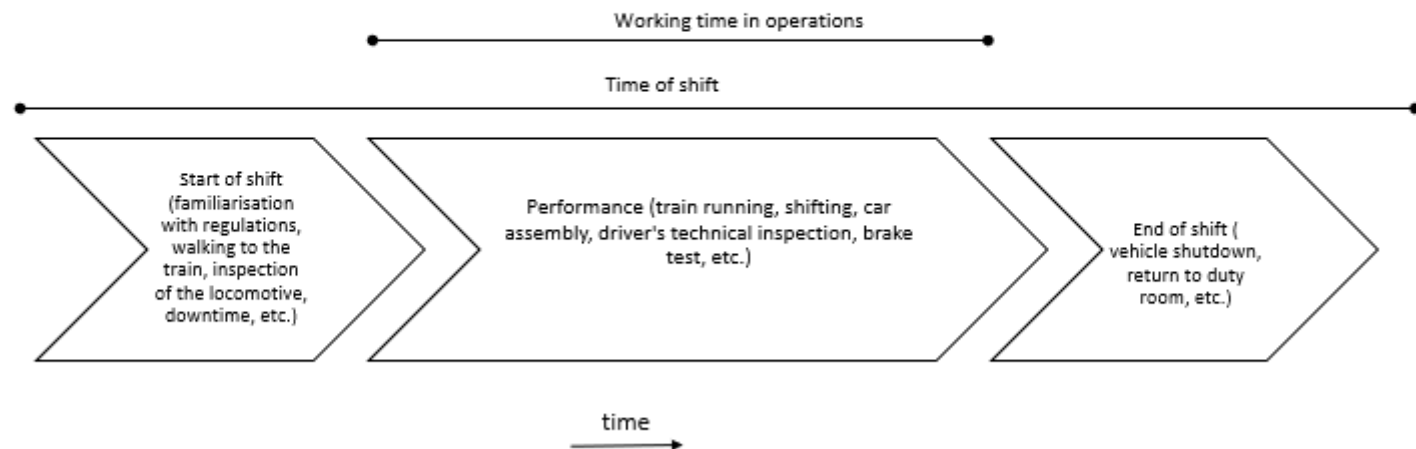 Working time in operations
Time of shift
Start of shift
(familiarisation
with regulations,
walking to the
train, inspection
of the locomotive,
downtime, etc.)
Performance (train running, shifting, car
assembly, driver's technical inspection, brake
test, etc.)
End of shift (
vehicle shutdown,
return to duty
room, etc.)
time